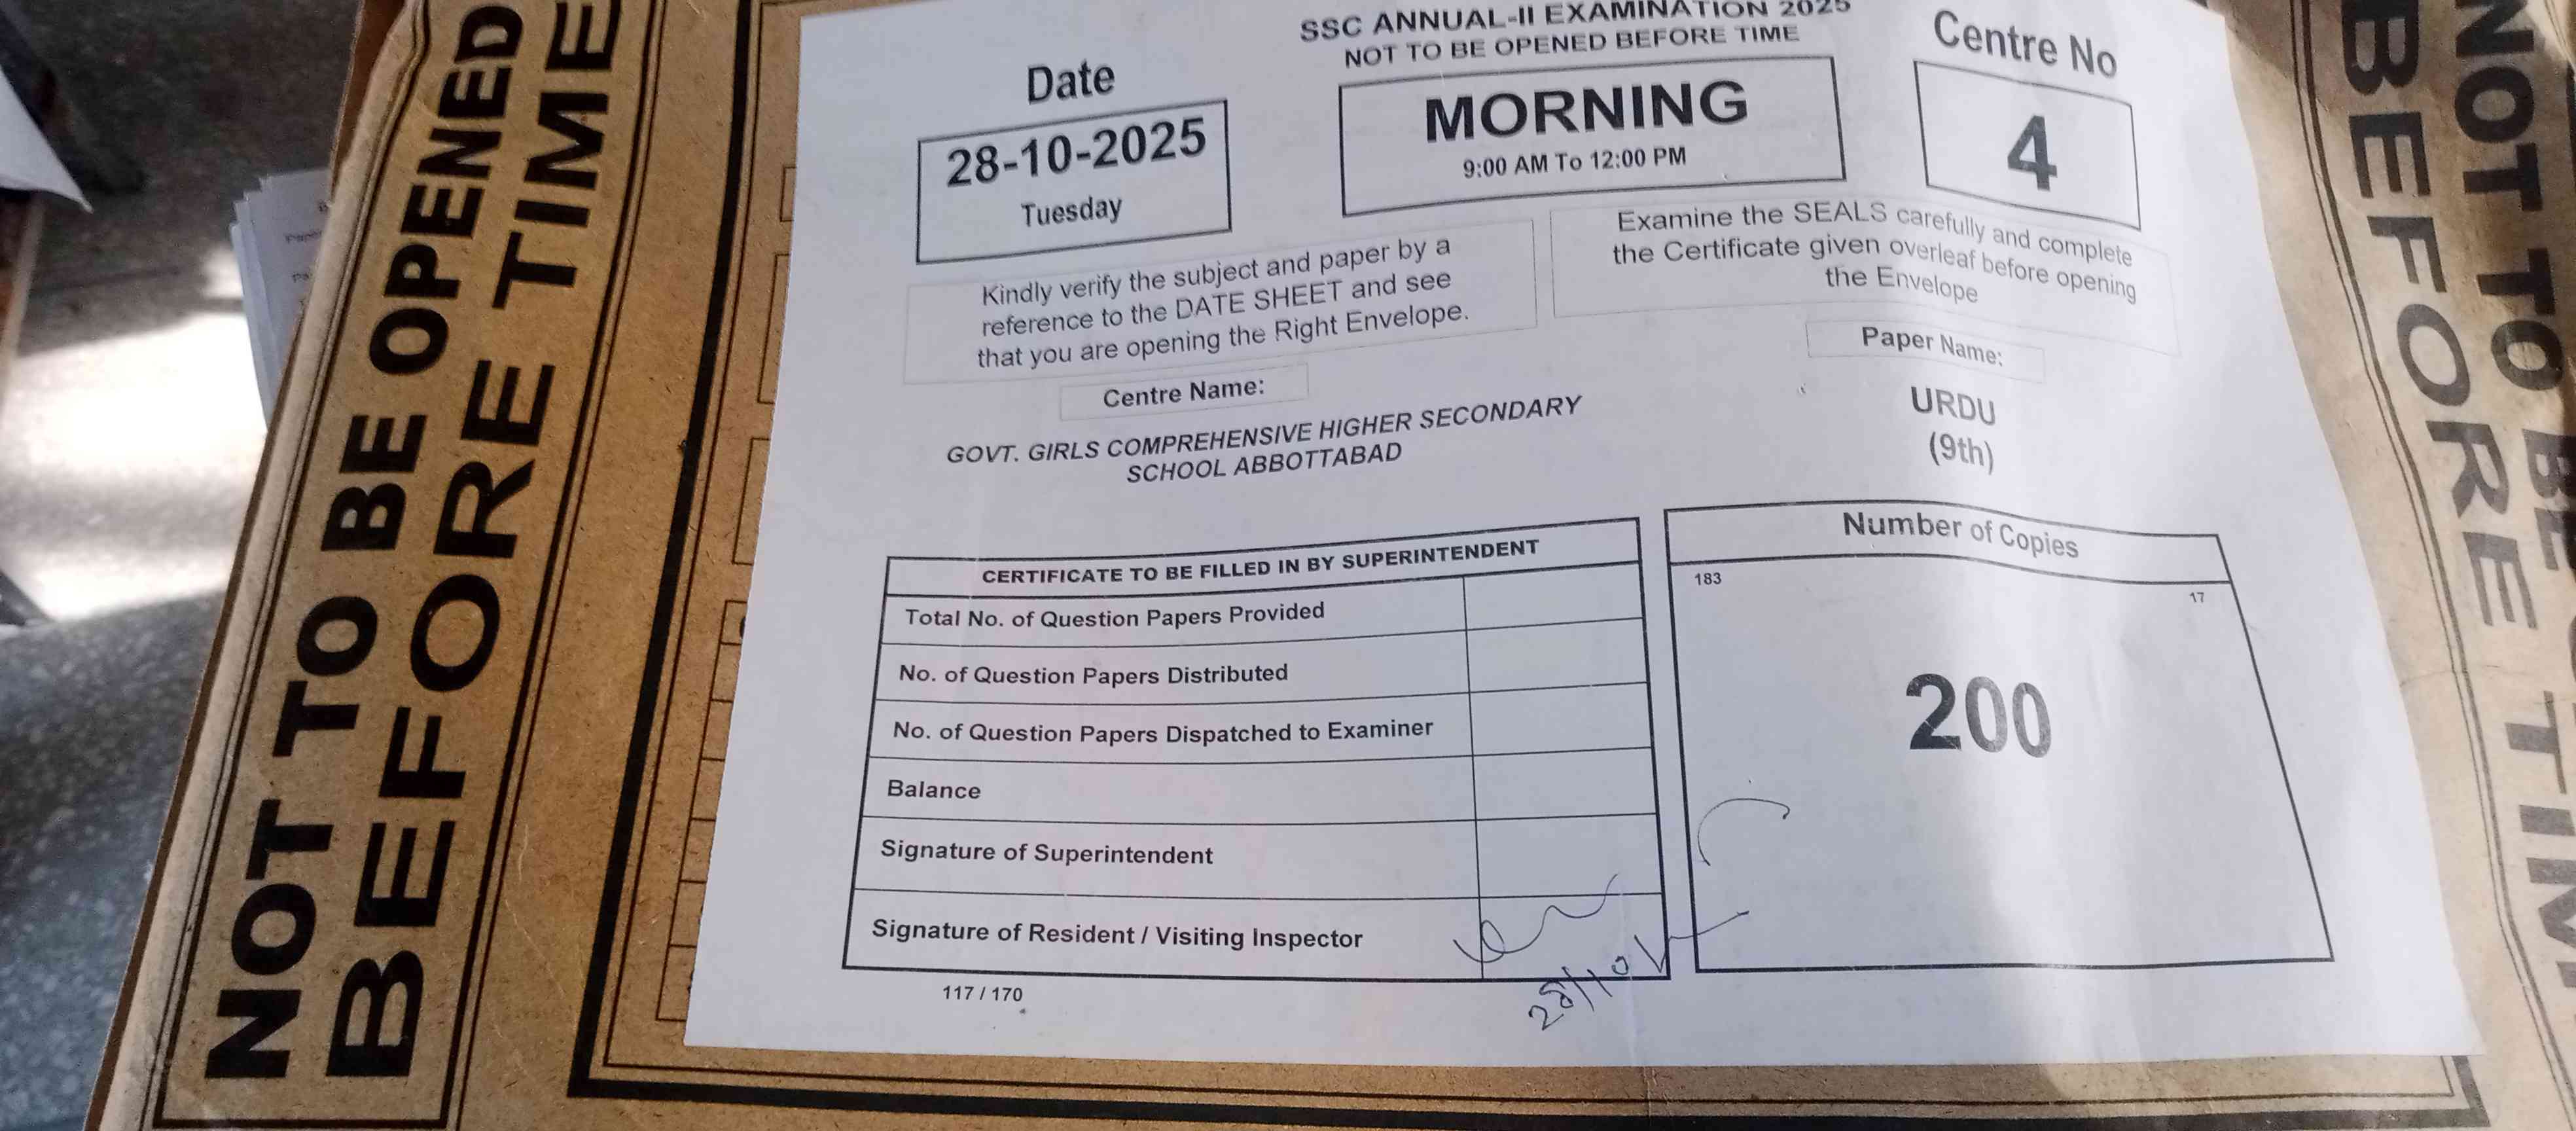 NOT TO BE OPENED
BEFORE TIME
SSC ANNUAL-II EXAMINATION 2025
NOT TO BE OPENED BEFORE TIME
Date
28-10-2025
Tuesday
MORNING
9:00 AM To 12:00 PM
Centre No
4
Kindly verify the subject and paper by a
reference to the DATE SHEET and see
that you are opening the Right Envelope.
Examine the SEALS carefully and complete
the Certificate given overleaf before opening
the Envelope
Centre Name:
GOVT. GIRLS COMPREHENSIVE HIGHER SECONDARY
SCHOOL ABBOTTABAD
Paper Name:
URDU
(9th)
CERTIFICATE TO BE FILLED IN BY SUPERINTENDENT
Total No. of Question Papers Provided
No. of Question Papers Distributed
No. of Question Papers Dispatched to Examiner
Balance
Signature of Superintendent
Signature of Resident / Visiting Inspector
28/10
117 / 170
Number of Copies
183
17
200
NOT TO BE
BEFORE TIM